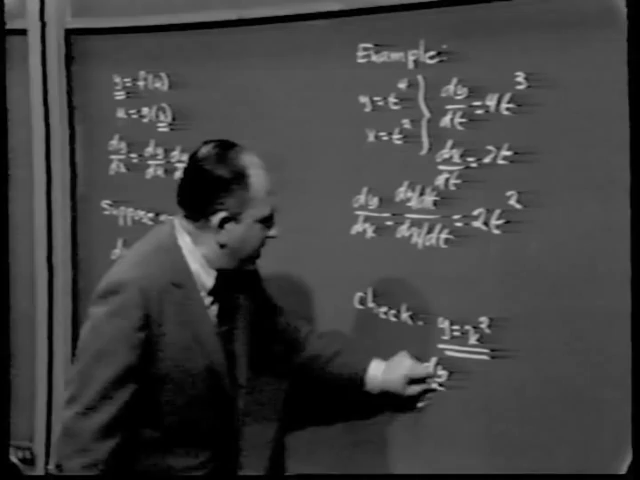 y = f(u)
u = g(x)
dy/dx = dy/du
Suppose
Example:
y = t⁴ } dy/dt = 4t³
x = t² } dx/dt = 2t
dy/dx = dy/dt / dx/dt = 2t²
Check. y = x²